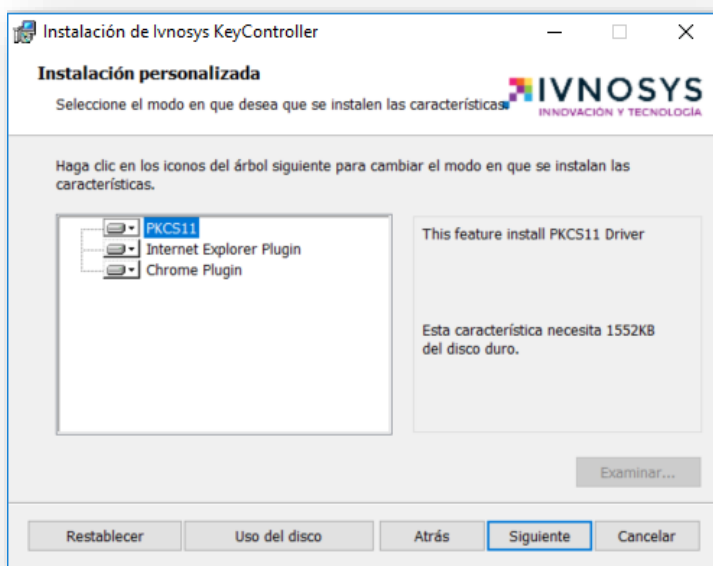 Instalación de Ivnosys KeyController
Instalación personalizada
Seleccione el modo en que desea que se instalen las características.
IVNOSYS
INNOVACIÓN Y TECNOLOGÍA
Haga clic en los iconos del árbol siguiente para cambiar el modo en que se instalan las
características.
PKCS11
Internet Explorer Plugin
Chrome Plugin
This feature install PKCS11 Driver
Esta característica necesita 1552KB
del disco duro.
Examinar...
Restablecer
Uso del disco
Atrás
Siguiente
Cancelar